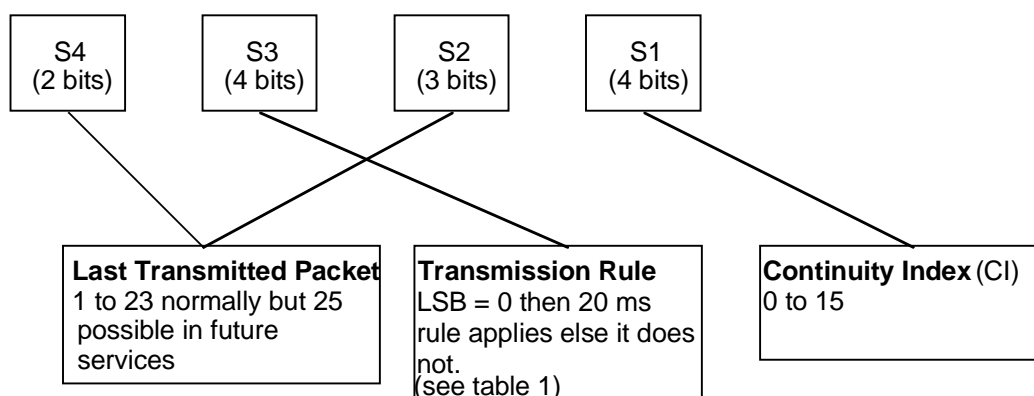 S4
(2 bits)
S3
(4 bits)
S2
(3 bits)
S1
(4 bits)
Last Transmitted Packet
1 to 23 normally but 25
possible in future
services
Transmission Rule
LSB = 0 then 20 ms
rule applies else it does
not.
(see table 1)
Continuity Index (CI)
0 to 15